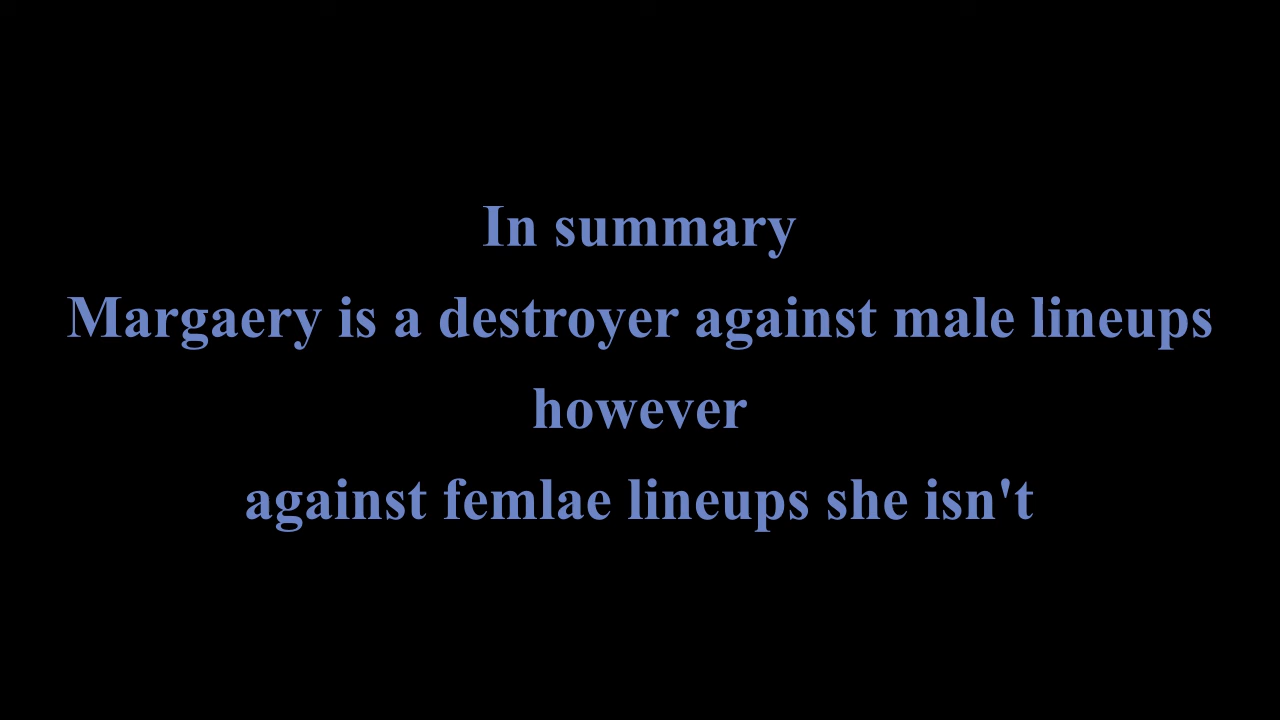 In summary
Margaery is a destroyer against male lineups
however
against femlae lineups she isn't